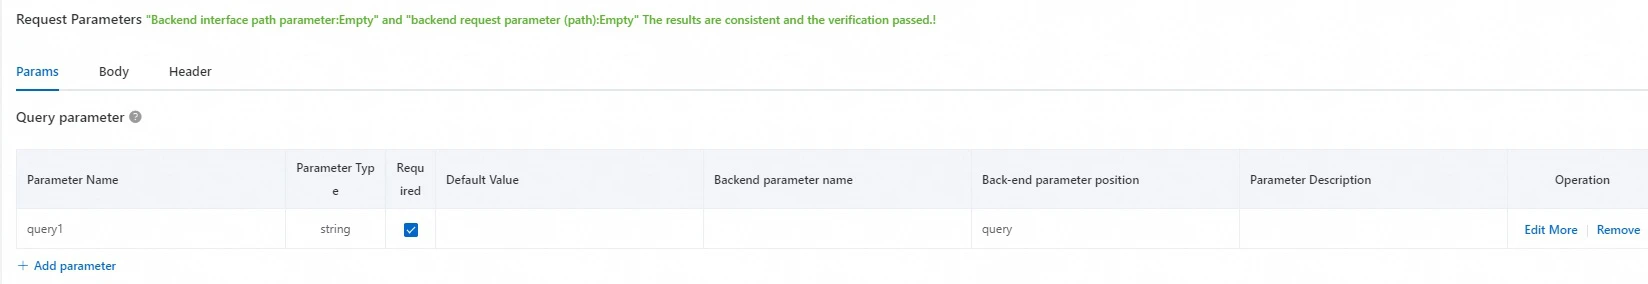 Request Parameters "Backend interface path parameter:Empty" and "backend request parameter (path):Empty" The results are consistent and the verification passed.!
Params Body Header
Query parameter ?
Parameter Name Parameter Typ
e Requ
ired Default Value Backend parameter name Back-end parameter position Parameter Description Operation
query1 string query Edit More Remove
+ Add parameter